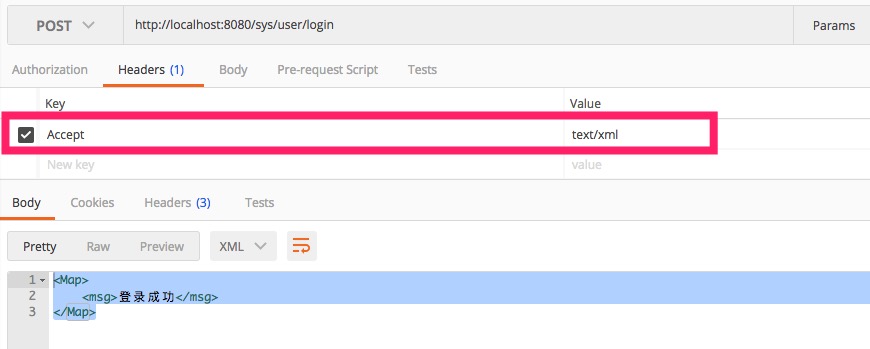 POST http://localhost:8080/sys/user/login Params
Authorization Headers (1) Body Pre-request Script Tests
Key Value
Accept text/xml
New key value
Body Cookies Headers (3) Tests
Pretty Raw Preview XML
1 <Map>
2 <msg>登录成功</msg>
3 </Map>